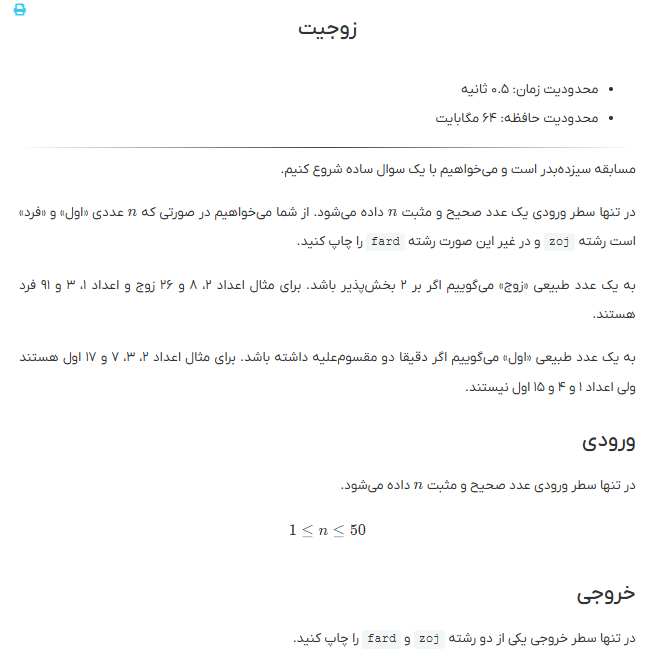 زوجیت
محدودیت زمان: ۰.۵ ثانیه
محدودیت حافظه: ۶۴ مگابایت
مسابقه سیزده‌بدر است و می‌خواهیم با یک سوال ساده شروع کنیم.
در تنها سطر ورودی یک عدد صحیح و مثبت n داده می‌شود. از شما می‌خواهیم در صورتی که n عددی «اول» و «فرد»
است رشته zoj و در غیر این صورت رشته fard را چاپ کنید.
به یک عدد طبیعی «زوج» می‌گوییم اگر بر ۲ بخش‌پذیر باشد. برای مثال اعداد ۲، ۸ و ۲۶ زوج و اعداد ۱، ۳ و ۹۱ فرد
هستند.
به یک عدد طبیعی «اول» می‌گوییم اگر دقیقا دو مقسوم‌علیه داشته باشد. برای مثال اعداد ۲، ۳، ۷ و ۱۷ اول هستند
ولی اعداد ۱ و ۴ و ۱۵ اول نیستند.
ورودی
در تنها سطر ورودی عدد صحیح و مثبت n داده می‌شود.
1 ≤ n ≤ 50
خروجی
در تنها سطر خروجی یکی از دو رشته zoj و fard را چاپ کنید.